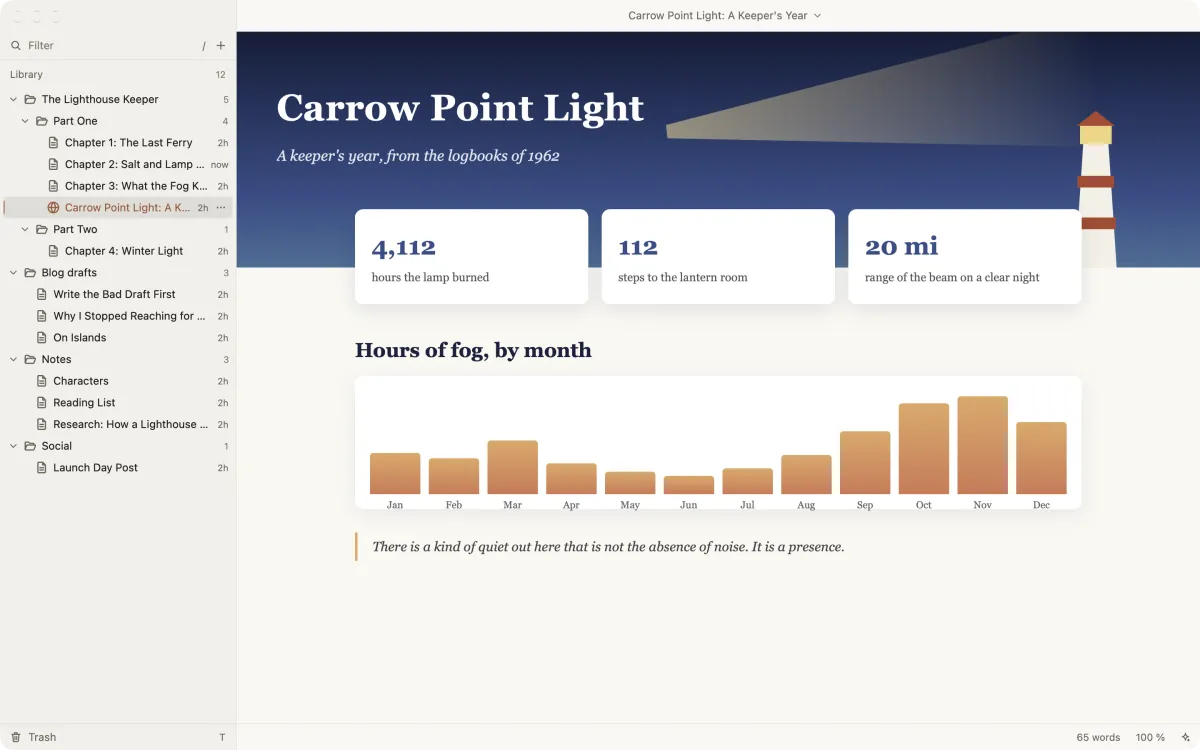 Carrow Point Light: A Keeper's Year
Filter / +
Library 12
The Lighthouse Keeper 5
Part One 4
Chapter 1: The Last Ferry 2h
Chapter 2: Salt and Lamp ... now
Chapter 3: What the Fog K... 2h
Carrow Point Light: A K... 2h ...
Part Two 1
Chapter 4: Winter Light 2h
Blog drafts 3
Write the Bad Draft First 2h
Why I Stopped Reaching for ... 2h
On Islands 2h
Notes 3
Characters 2h
Reading List 2h
Research: How a Lighthouse ... 2h
Social 1
Launch Day Post 2h
Trash T
Carrow Point Light
A keeper's year, from the logbooks of 1962
4,112
hours the lamp burned
112
steps to the lantern room
20 mi
range of the beam on a clear night
Hours of fog, by month
Jan Feb Mar Apr May Jun Jul Aug Sep Oct Nov Dec
There is a kind of quiet out here that is not the absence of noise. It is a presence.
65 words 100 %